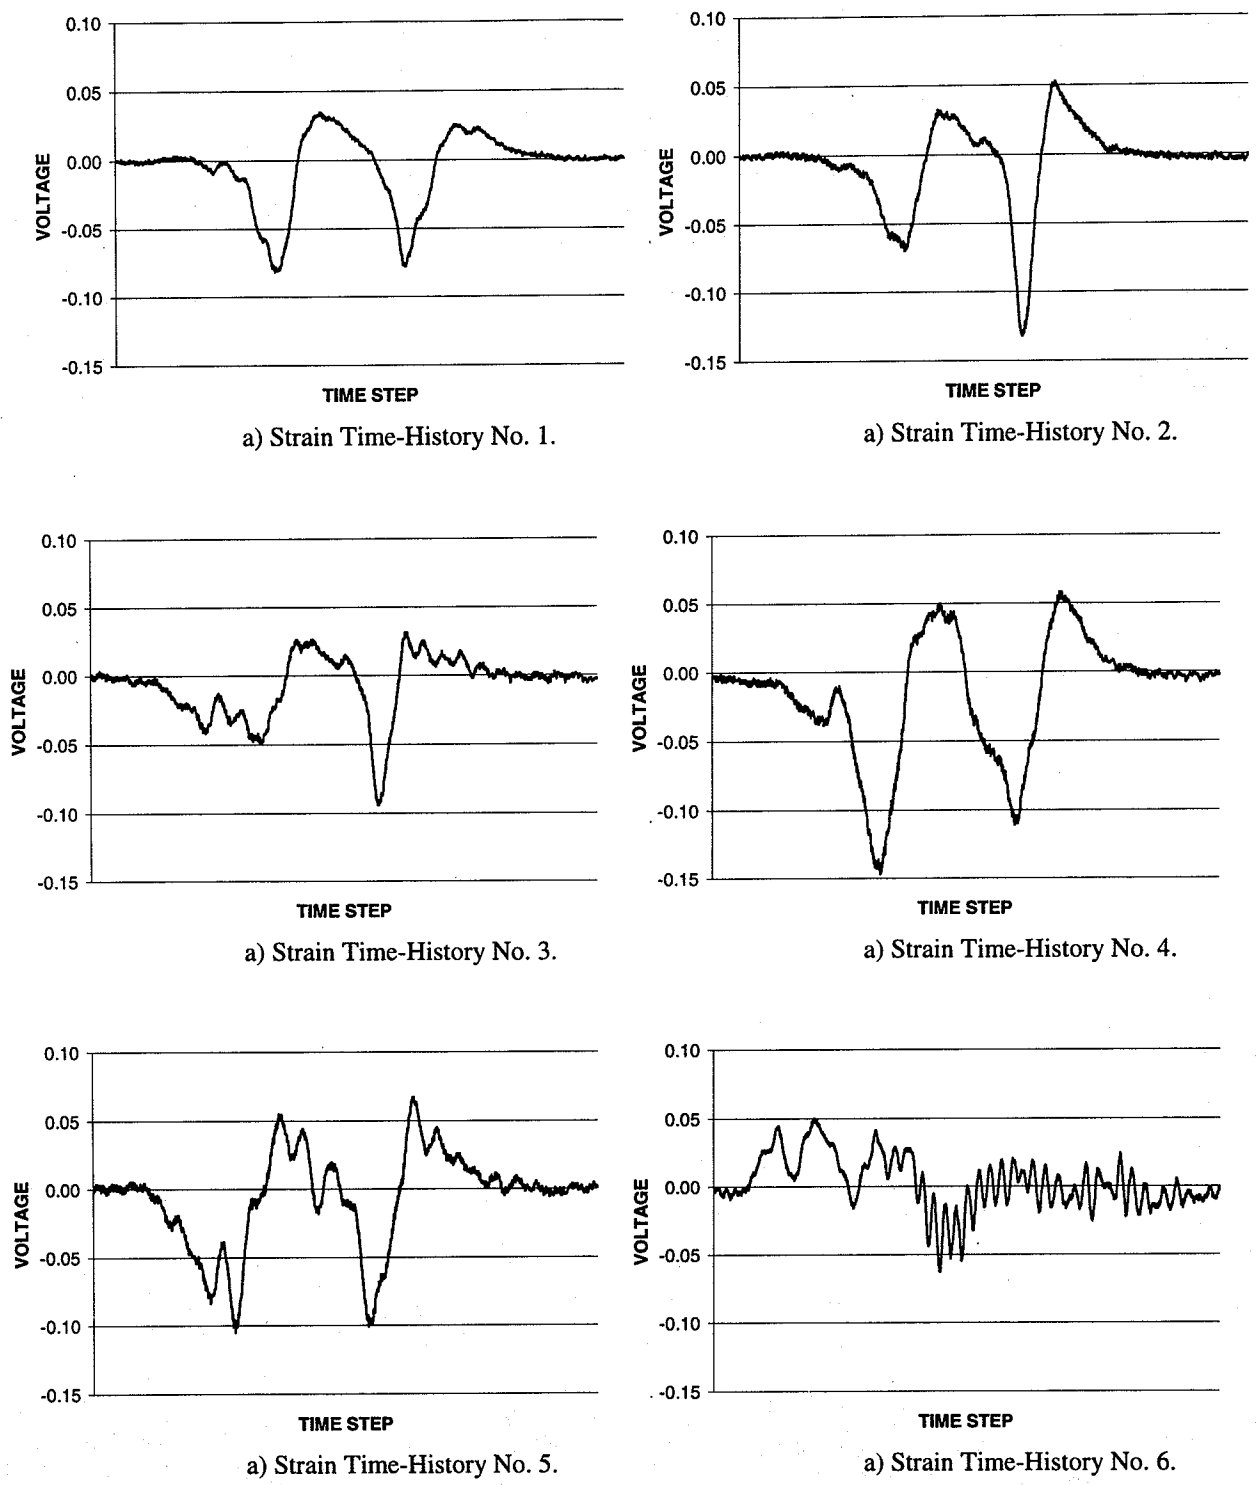 0.10
0.05
0.00
-0.05
-0.10
-0.15
VOLTAGE
TIME STEP
a) Strain Time-History No. 1.
0.10
0.05
0.00
-0.05
-0.10
-0.15
VOLTAGE
TIME STEP
a) Strain Time-History No. 2.
0.10
0.05
0.00
-0.05
-0.10
-0.15
VOLTAGE
TIME STEP
a) Strain Time-History No. 3.
0.10
0.05
0.00
-0.05
-0.10
-0.15
VOLTAGE
TIME STEP
a) Strain Time-History No. 4.
0.10
0.05
0.00
-0.05
-0.10
-0.15
VOLTAGE
TIME STEP
a) Strain Time-History No. 5.
0.10
0.05
0.00
-0.05
-0.10
-0.15
VOLTAGE
TIME STEP
a) Strain Time-History No. 6.